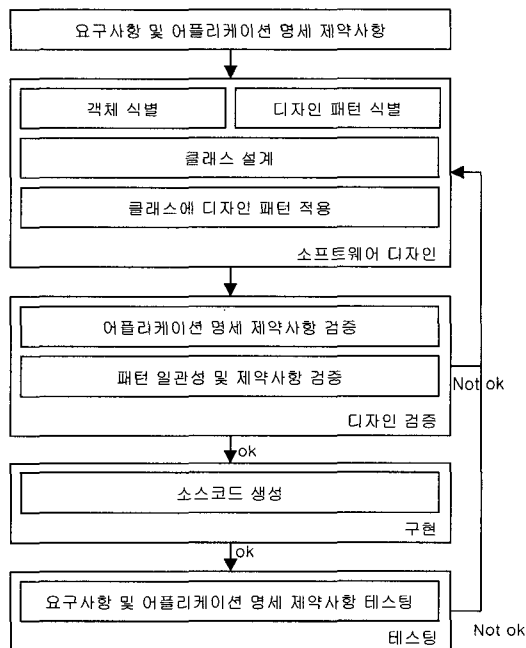 요구사항 및 어플리케이션 명세 제약사항
객체 식별
디자인 패턴 식별
클래스 설계
클래스에 디자인 패턴 적용
소프트웨어 디자인
어플리케이션 명세 제약사항 검증
패턴 일관성 및 제약사항 검증
Not ok
디자인 검증
ok
소스코드 생성
구현
ok
요구사항 및 어플리케이션 명세 제약사항 테스팅
Not ok
테스팅